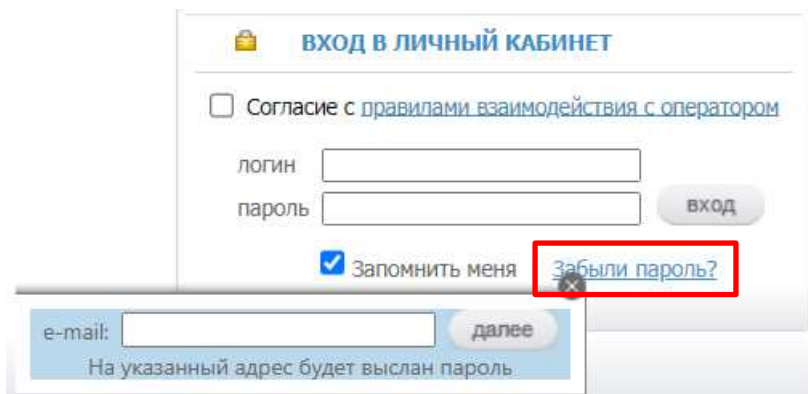 ВХОД В ЛИЧНЫЙ КАБИНЕТ
Согласие с правилами взаимодействия с оператором
логин
пароль вход
Запомнить меня Забыли пароль?
e-mail: далее
На указанный адрес будет выслан пароль